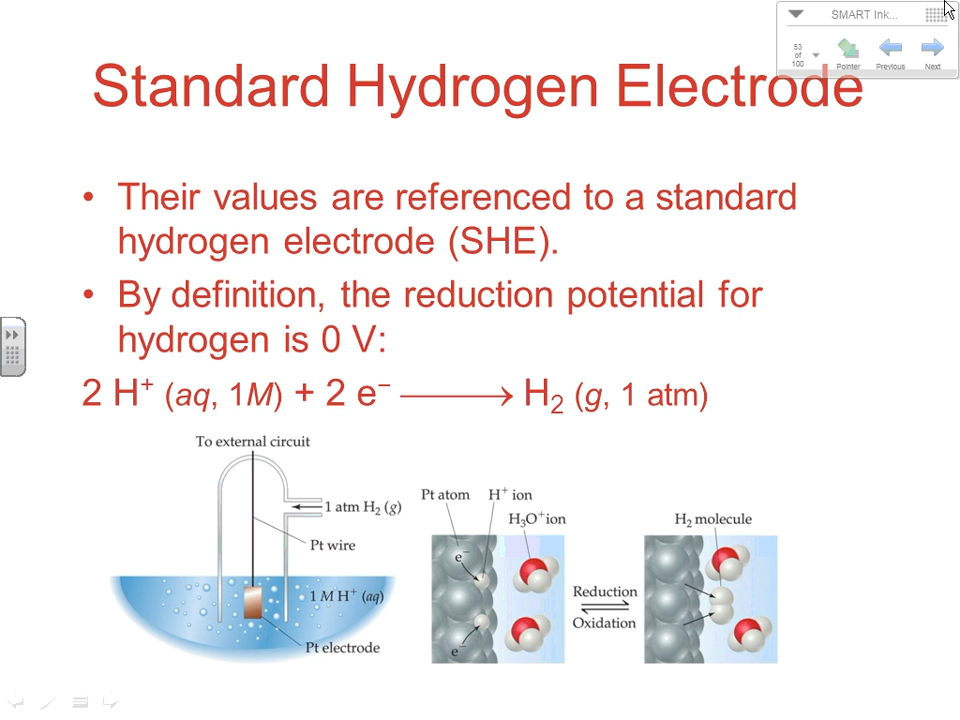 SMART Ink...
53
of
100
Pointer
Previous
Next
Standard Hydrogen Electrode
• Their values are referenced to a standard
hydrogen electrode (SHE).
• By definition, the reduction potential for
hydrogen is 0 V:
2 H⁺ (aq, 1M) + 2 e⁻ ⟶ H₂ (g, 1 atm)
To external circuit
1 atm H₂ (g)
Pt wire
1 M H⁺ (aq)
Pt electrode
Pt atom
H⁺ ion
H₃O⁺ ion
e⁻
e⁻
Reduction
Oxidation
H₂ molecule